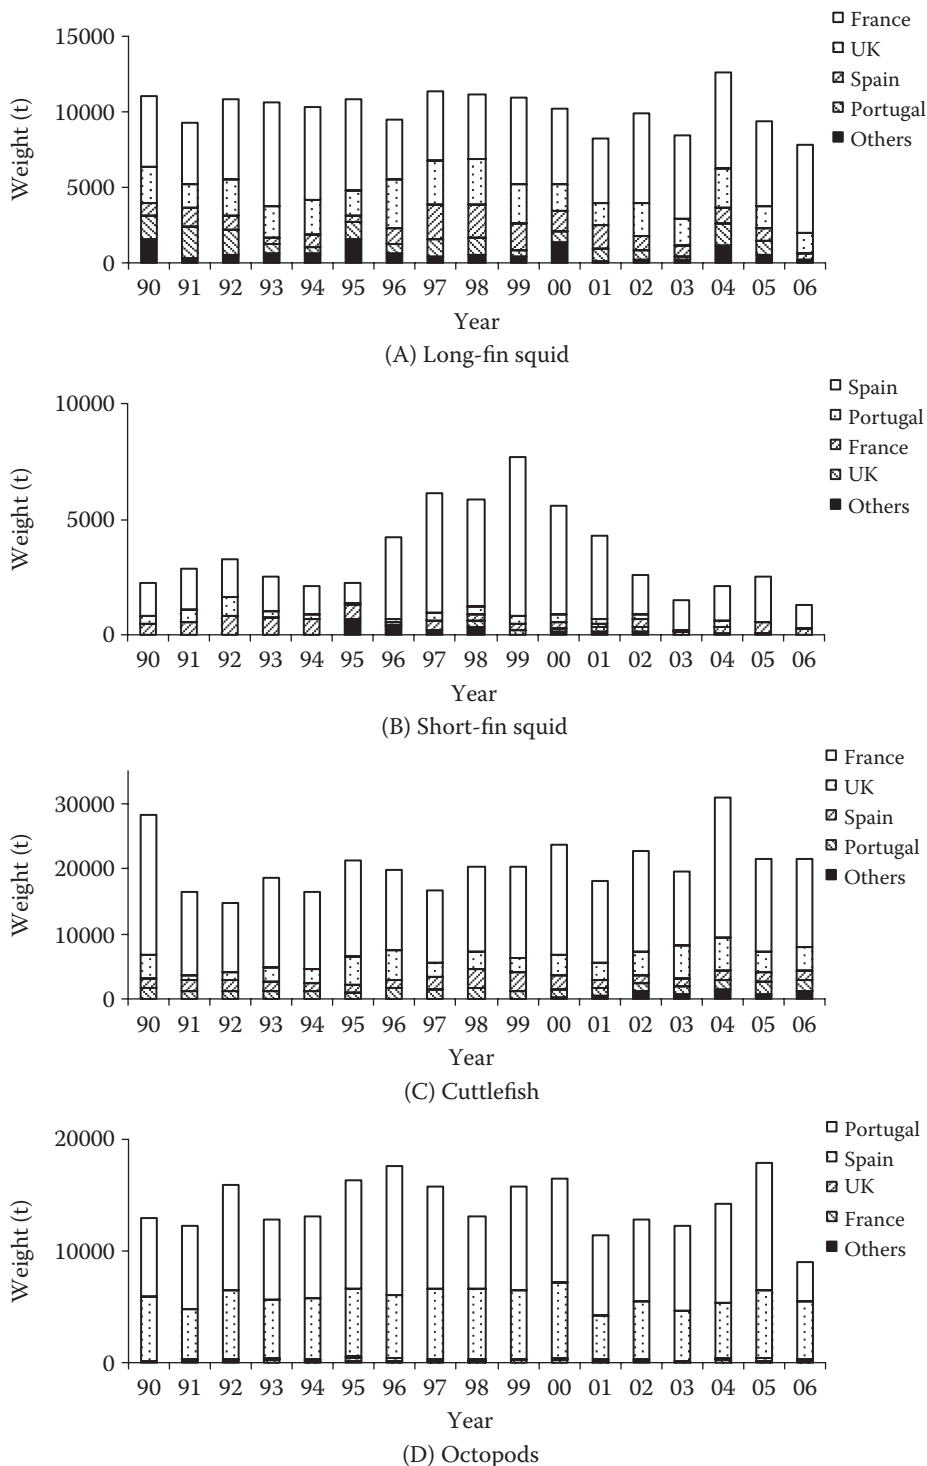 15000
10000
5000
0
Weight (t)
90 91 92 93 94 95 96 97 98 99 00 01 02 03 04 05 06
Year
France
UK
Spain
Portugal
Others
(A) Long-fin squid
10000
5000
0
Weight (t)
90 91 92 93 94 95 96 97 98 99 00 01 02 03 04 05 06
Year
Spain
Portugal
France
UK
Others
(B) Short-fin squid
30000
20000
10000
0
Weight (t)
90 91 92 93 94 95 96 97 98 99 00 01 02 03 04 05 06
Year
France
UK
Spain
Portugal
Others
(C) Cuttlefish
20000
10000
0
Weight (t)
90 91 92 93 94 95 96 97 98 99 00 01 02 03 04 05 06
Year
Portugal
Spain
UK
France
Others
(D) Octopods